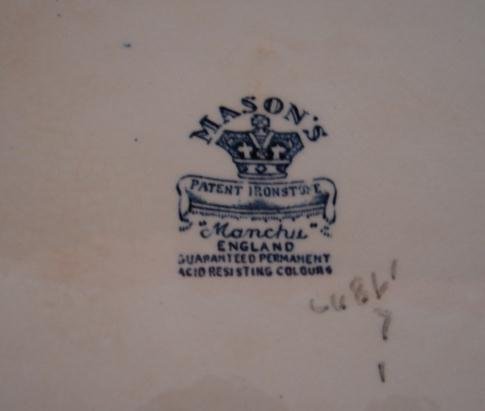 MASON'S
PATENT IRONSTONE
"Manchu"
ENGLAND
GUARANTEED PERMANENT
ACID RESISTING COLOURS